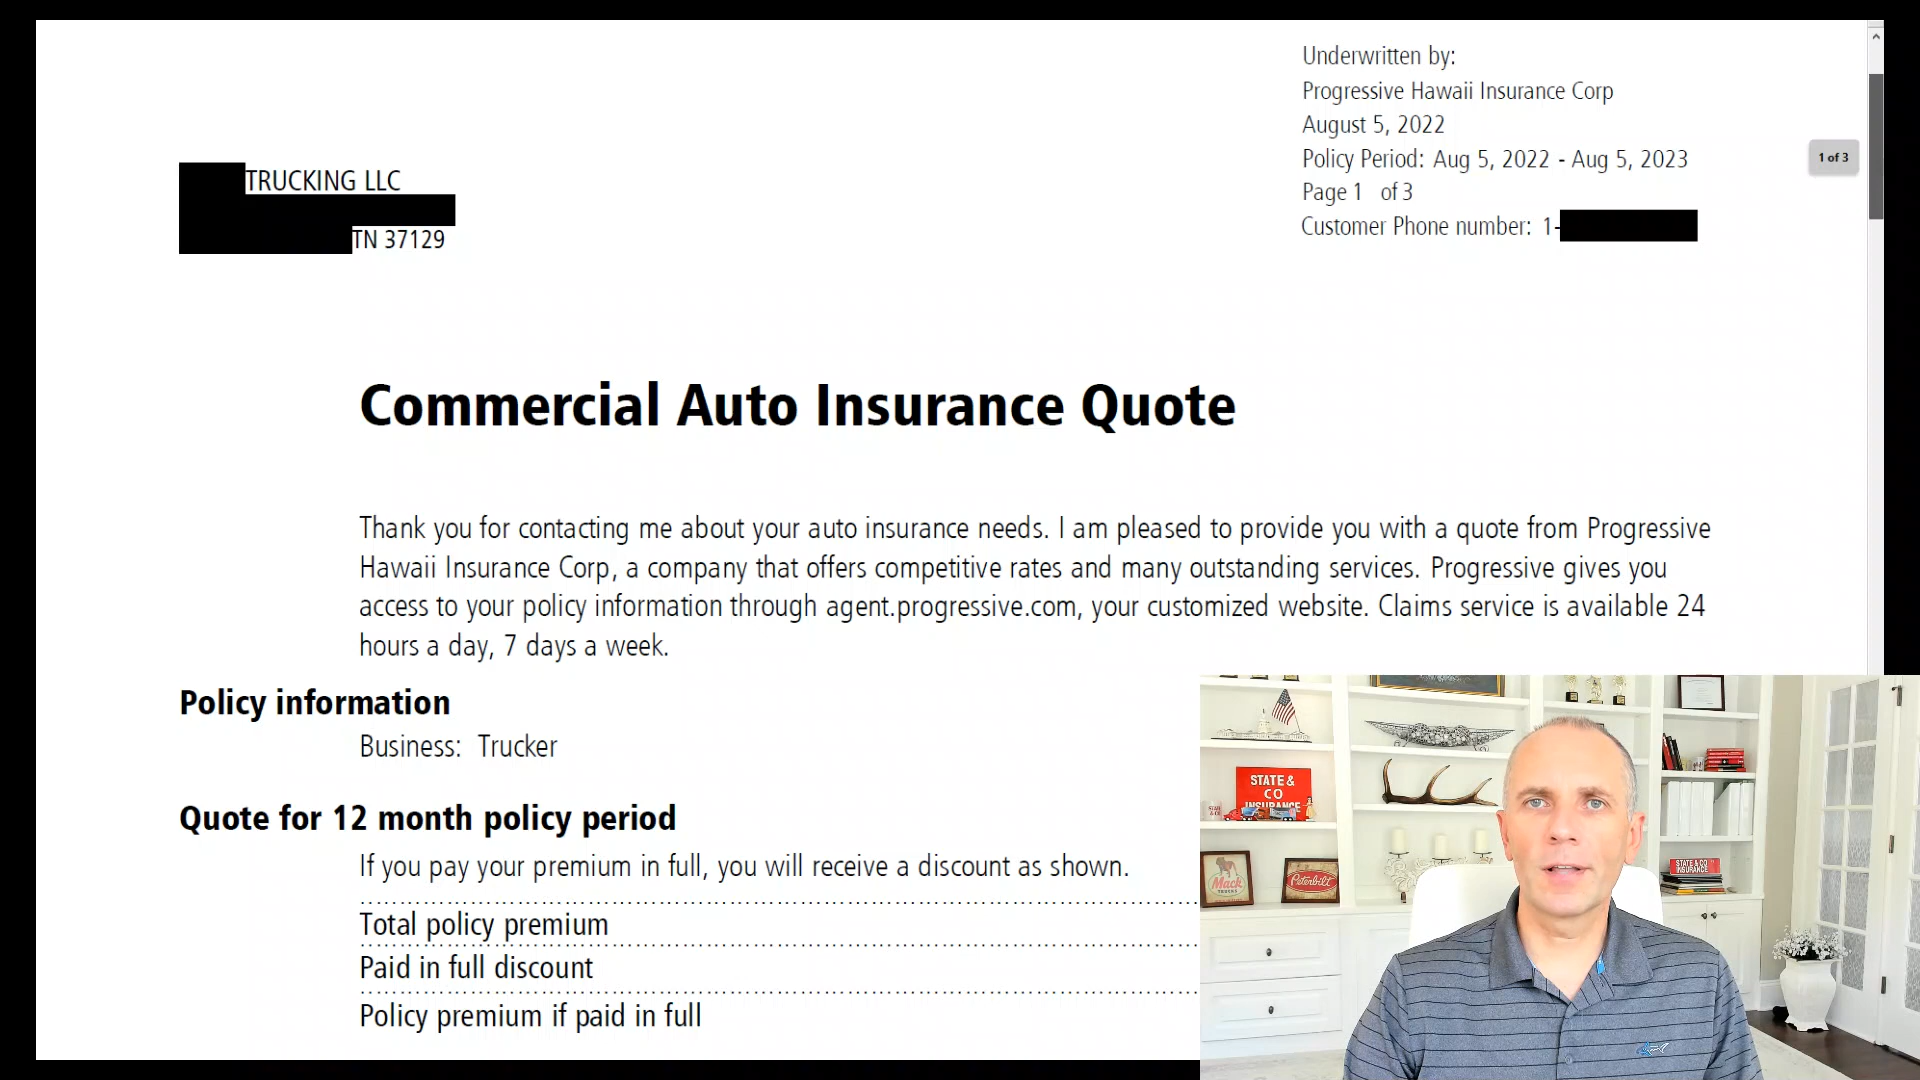 Underwritten by:
Progressive Hawaii Insurance Corp
August 5, 2022
Policy Period: Aug 5, 2022 - Aug 5, 2023
Page 1 of 3
Customer Phone number: 1-
1 of 3
TRUCKING LLC
TN 37129
Commercial Auto Insurance Quote
Thank you for contacting me about your auto insurance needs. I am pleased to provide you with a quote from Progressive
Hawaii Insurance Corp, a company that offers competitive rates and many outstanding services. Progressive gives you
access to your policy information through agent.progressive.com, your customized website. Claims service is available 24
hours a day, 7 days a week.
Policy information
Business: Trucker
Quote for 12 month policy period
If you pay your premium in full, you will receive a discount as shown.
Total policy premium
Paid in full discount
Policy premium if paid in full
STATE &
CO
INSURANCE
Mack
Peterbilt
STATE & CO
INSURANCE